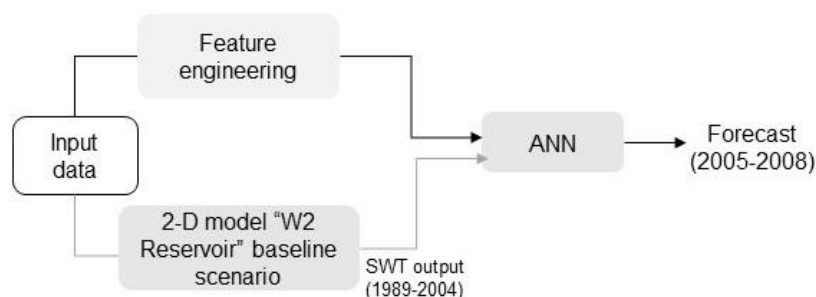 Feature
engineering
Input
data
ANN
Forecast
(2005-2008)
2-D model “W2
Reservoir” baseline
scenario
SWT output
(1989-2004)